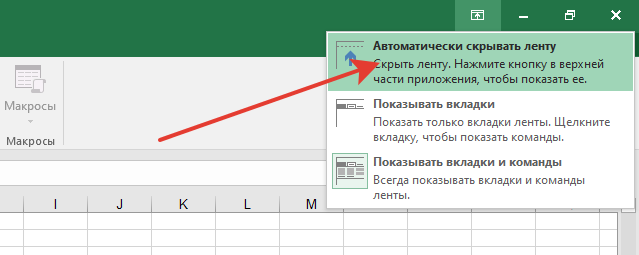 Автоматически скрывать ленту
Скрыть ленту. Нажмите кнопку в верхней
части приложения, чтобы показать ее.
Макросы
Показывать вкладки
Показать только вкладки ленты. Щелкните
вкладку, чтобы показать команды.
Макросы
Показывать вкладки и команды
Всегда показывать вкладки и команды
ленты.
I J K L M